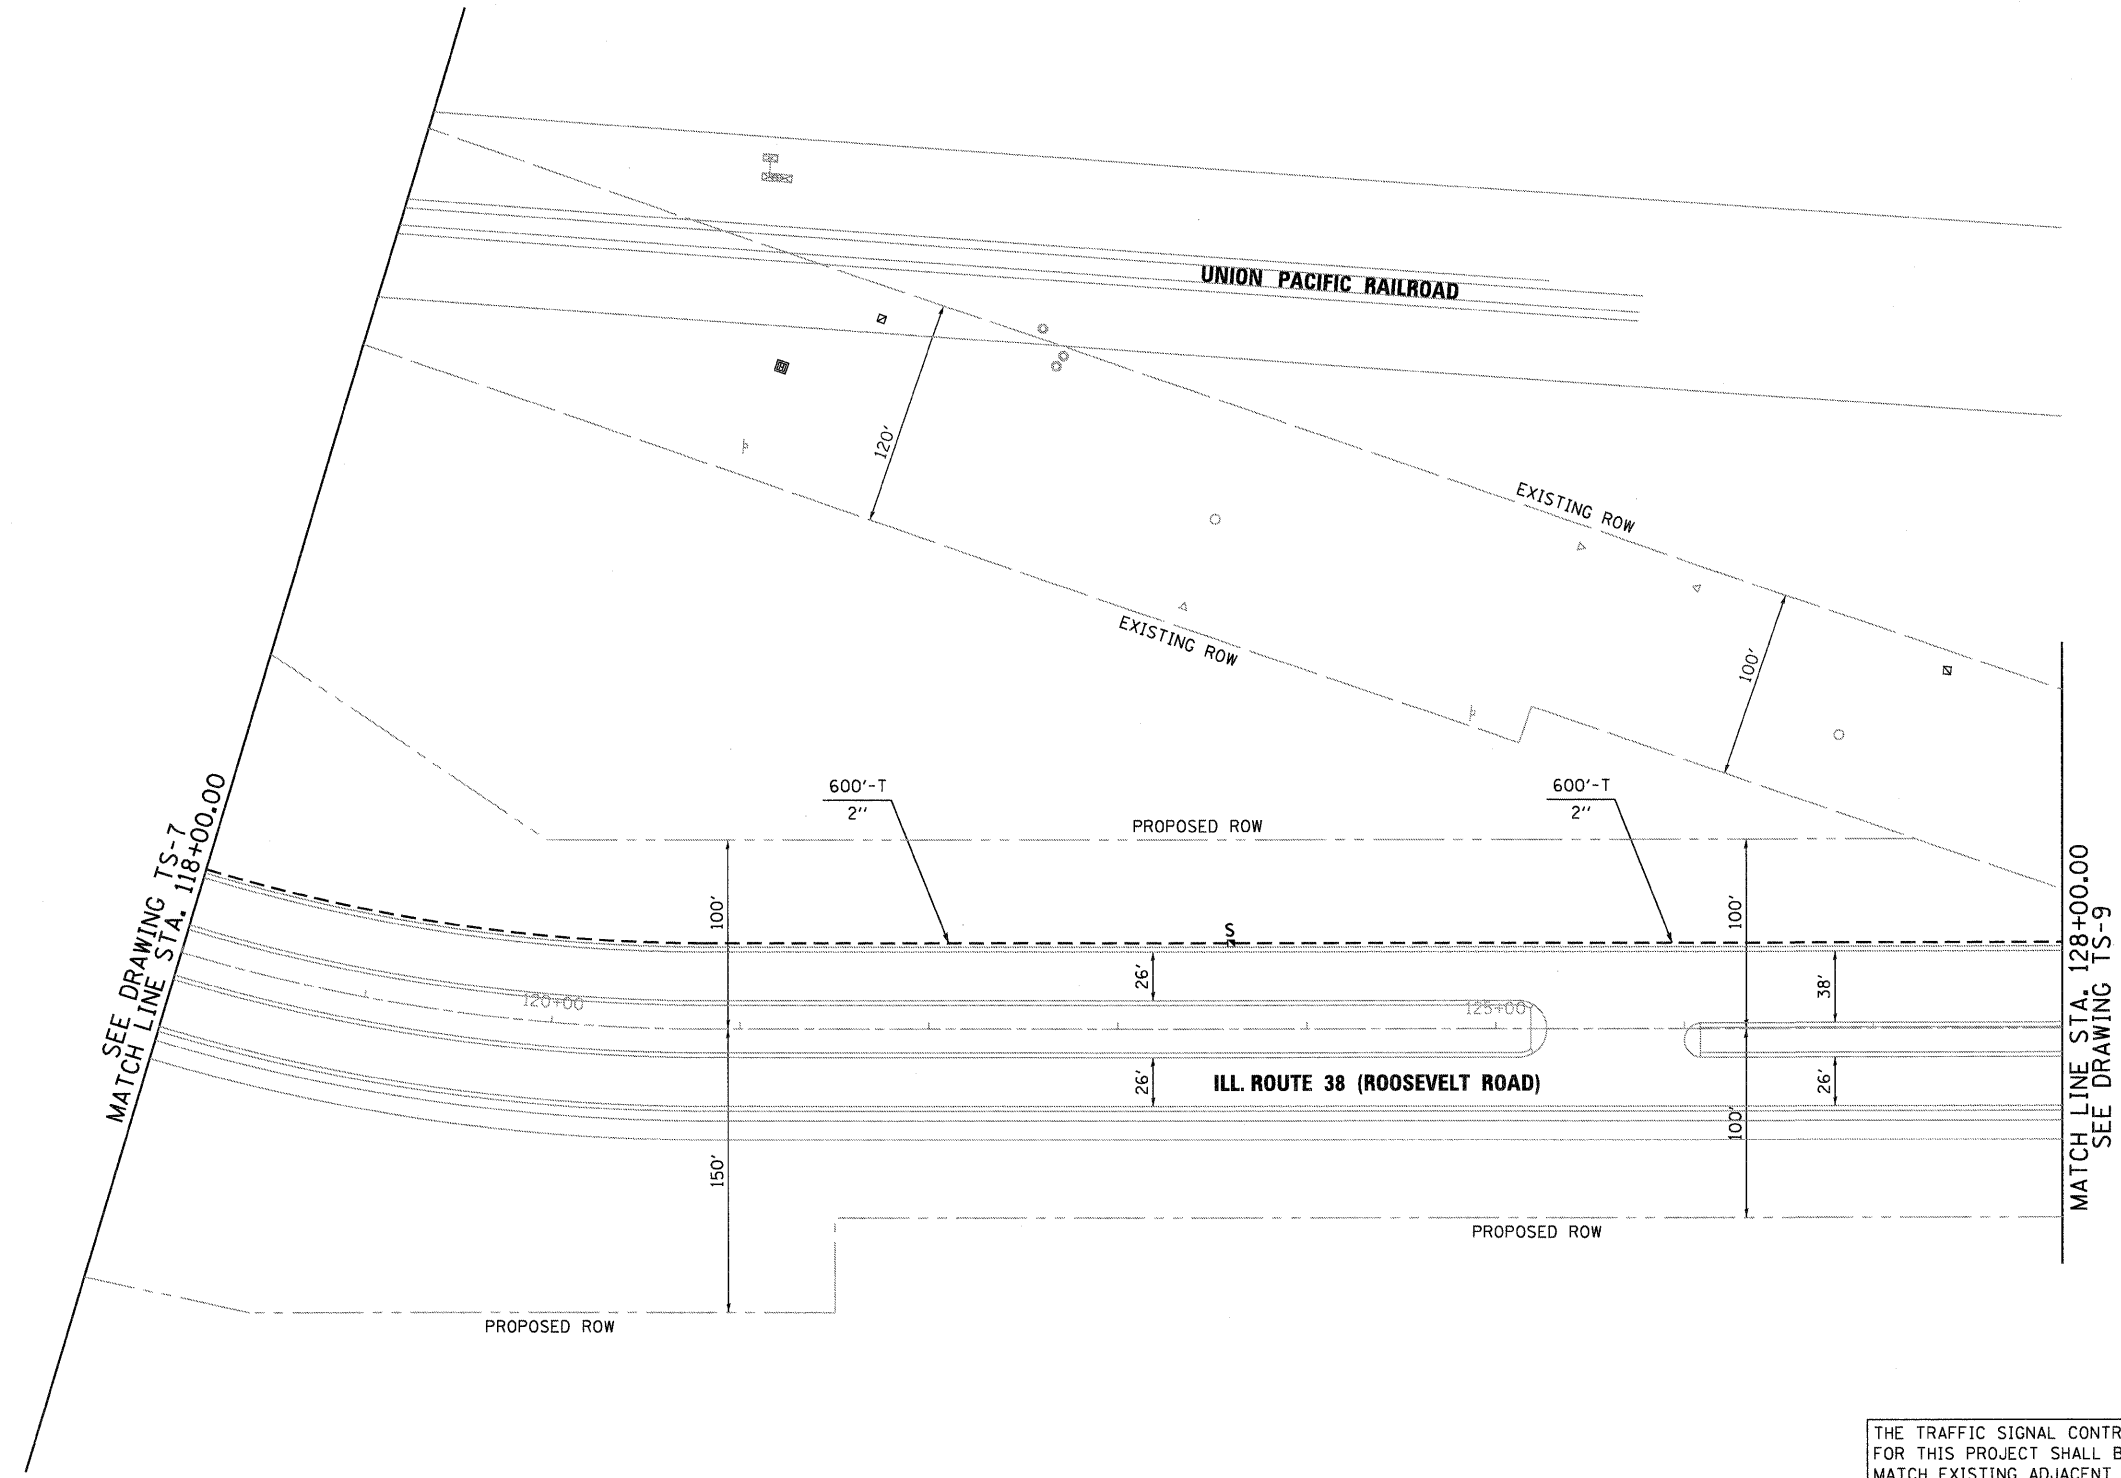 UNION PACIFIC RAILROAD
120'
EXISTING ROW
EXISTING ROW
100'
SEE DRAWING TS-7
MATCH LINE STA. 118+00.00
600'-T
2''
600'-T
2''
PROPOSED ROW
100'
100'
S
26'
38'
120+00
125+00
26'
ILL. ROUTE 38 (ROOSEVELT ROAD)
26'
100'
150'
PROPOSED ROW
PROPOSED ROW
MATCH LINE STA. 128+00.00
SEE DRAWING TS-9
THE TRAFFIC SIGNAL CONTR
FOR THIS PROJECT SHALL B
MATCH EXISTING ADJACENT